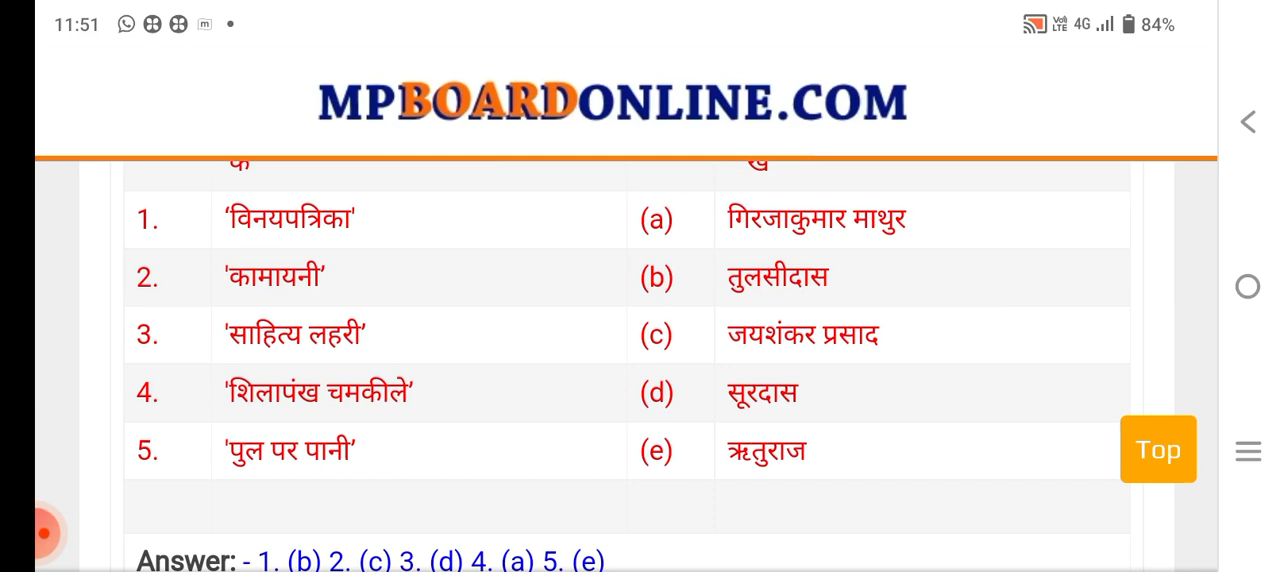 11:51 4G 84%
MPBOARDONLINE.COM
क ख
1. ‘विनयपत्रिका' (a) गिरजाकुमार माथुर
2. 'कामायनी’ (b) तुलसीदास
3. 'साहित्य लहरी’ (c) जयशंकर प्रसाद
4. 'शिलापंख चमकीले’ (d) सूरदास
5. 'पुल पर पानी’ (e) ऋतुराज
Top
Answer: - 1. (b) 2. (c) 3. (d) 4. (a) 5. (e)